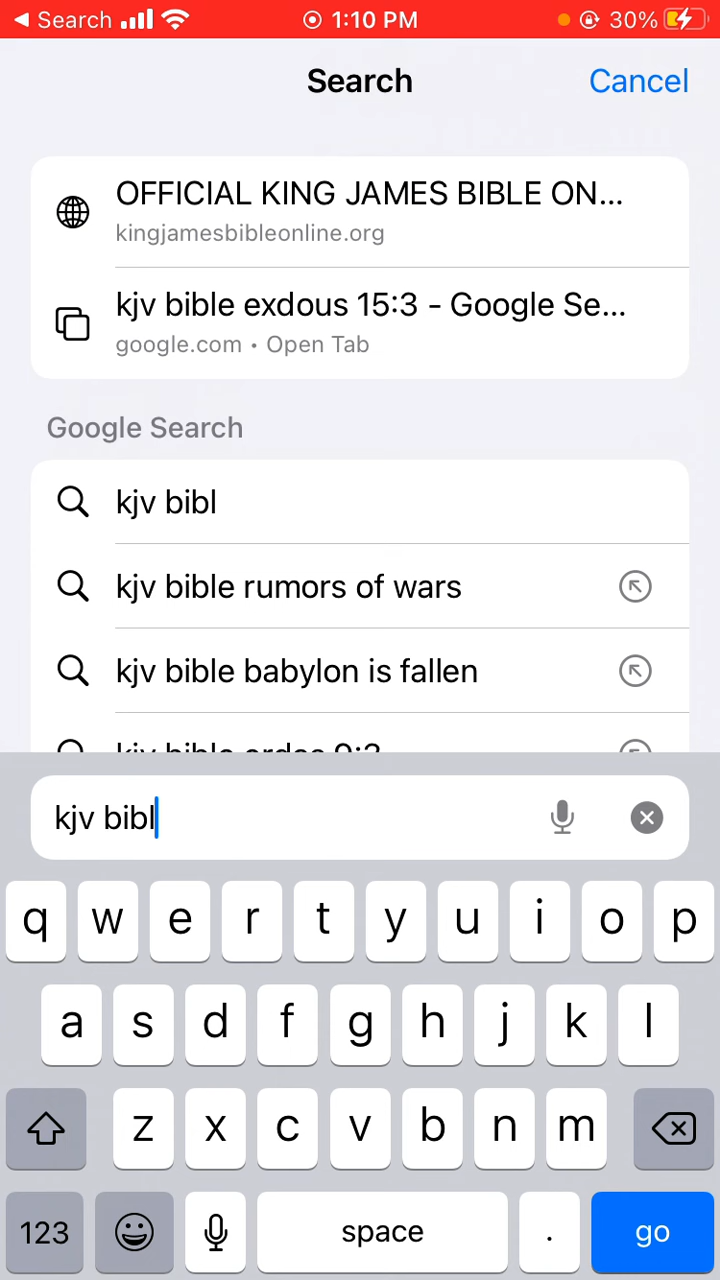 Search 1:10 PM 30%
Search Cancel
OFFICIAL KING JAMES BIBLE ON...
kingjamesbibleonline.org
kjv bible exdous 15:3 - Google Se...
google.com • Open Tab
Google Search
kjv bibl
kjv bible rumors of wars
kjv bible babylon is fallen
kjv bibl
q w e r t y u i o p
a s d f g h j k l
z x c v b n m
123 space . go